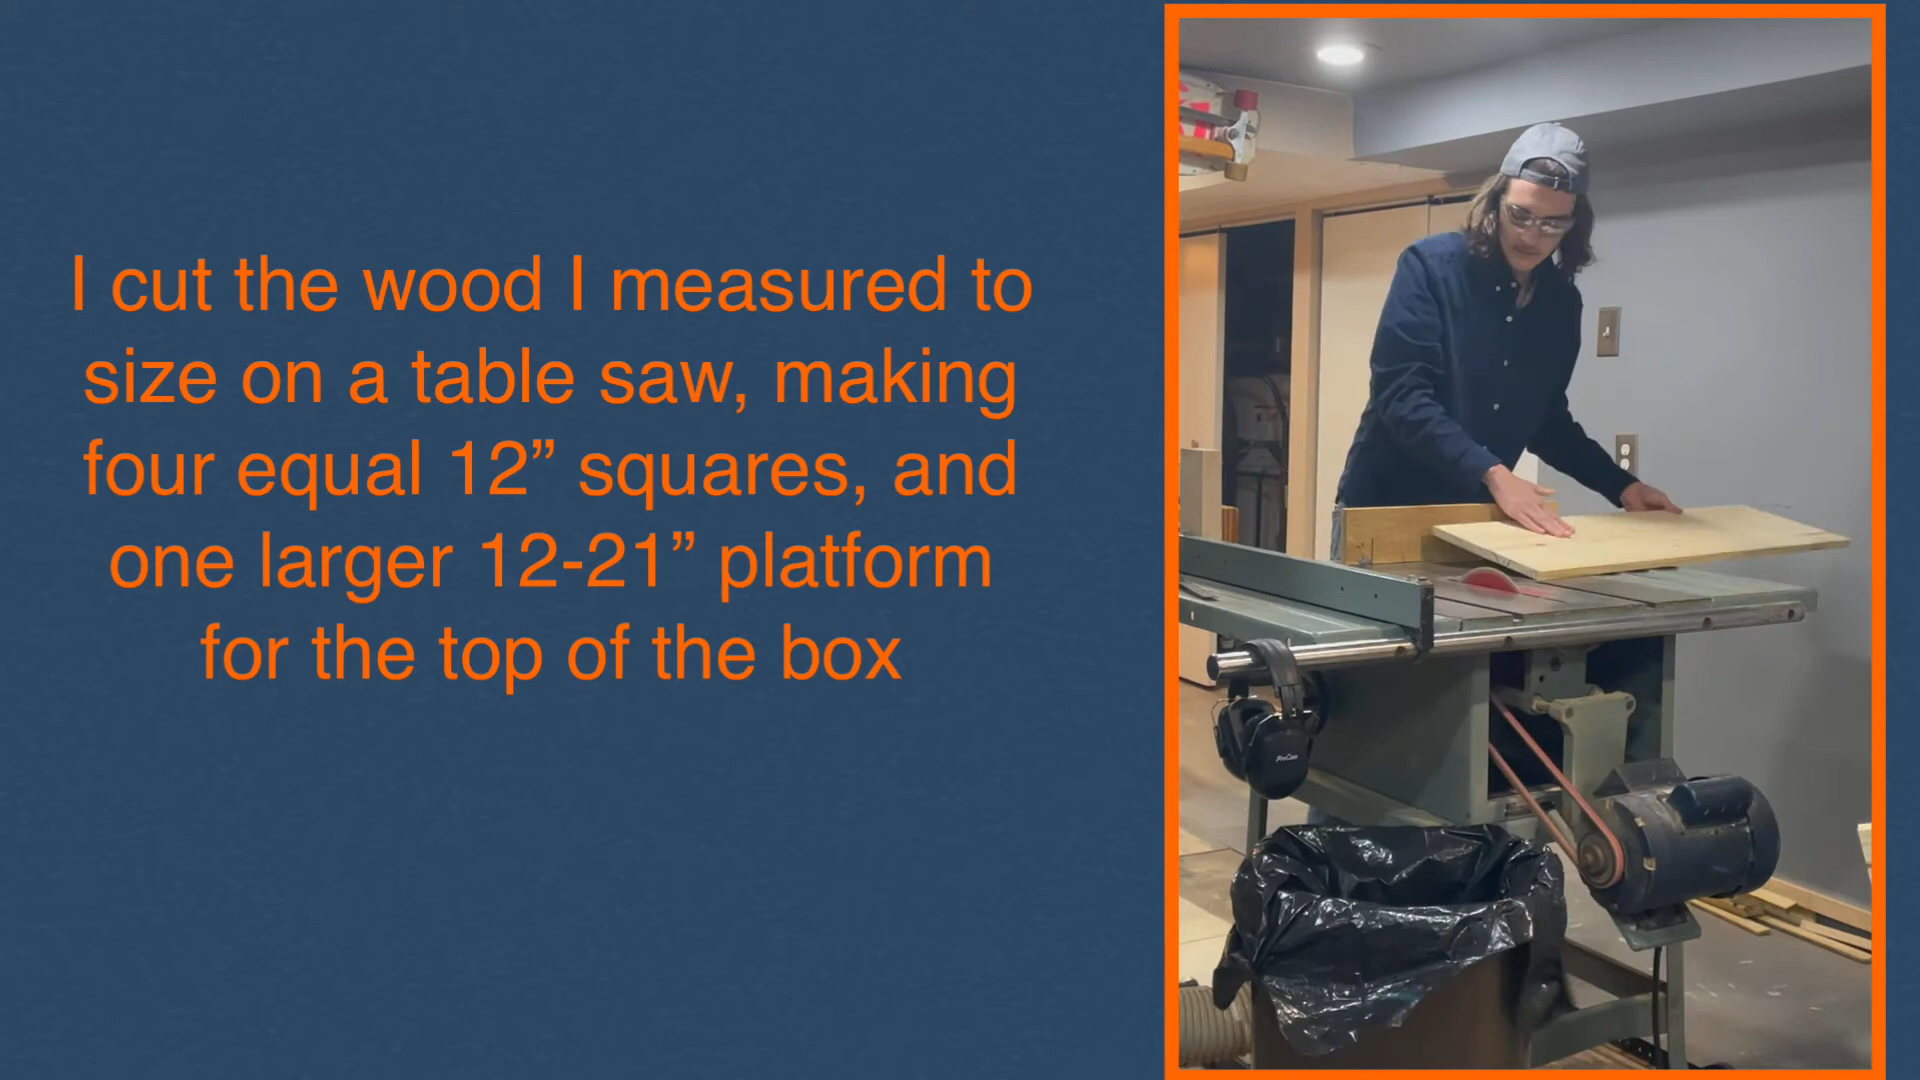 I cut the wood I measured to
size on a table saw, making
four equal 12” squares, and
one larger 12-21” platform
for the top of the box
ProCase